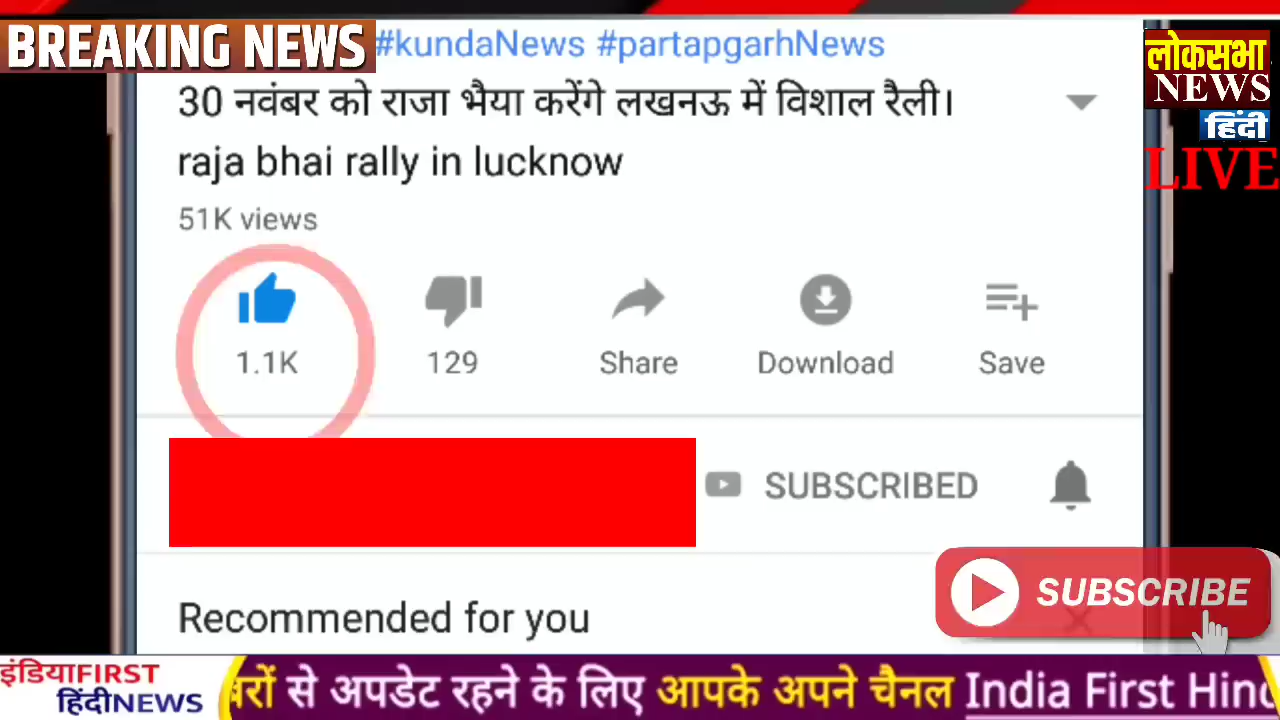 BREAKING NEWS
#kundaNews #partapgarhNews
लोकसभा
NEWS
हिंदी
LIVE
30 नवंबर को राजा भैया करेंगे लखनऊ में विशाल रैली।
raja bhai rally in lucknow
51K views
1.1K
129
Share
Download
Save
SUBSCRIBED
SUBSCRIBE
Recommended for you
इंडियाFIRST
हिंदीNEWS
से अपडेट रहने के लिए आपके अपने चैनल India First